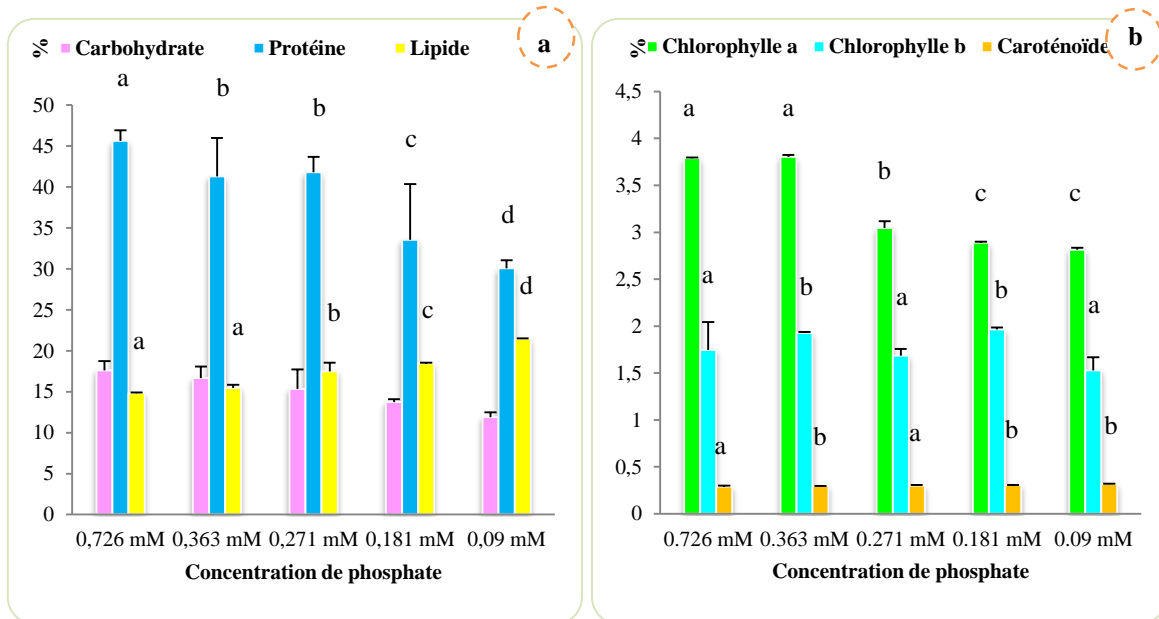 % Carbohydrate Protéine Lipide a
a b b c d
a a b c d
50
45
40
35
30
25
20
15
10
5
0
0,726 mM 0,363 mM 0,271 mM 0,181 mM 0,09 mM
Concentration de phosphate
% Chlorophylle a Chlorophylle b Caroténoïde b
a a b c c
a b a b a
a b a b b
4,5
4
3,5
3
2,5
2
1,5
1
0,5
0
0.726 mM 0.363 mM 0.271 mM 0.181 mM 0.09 mM
Concentration de phosphate